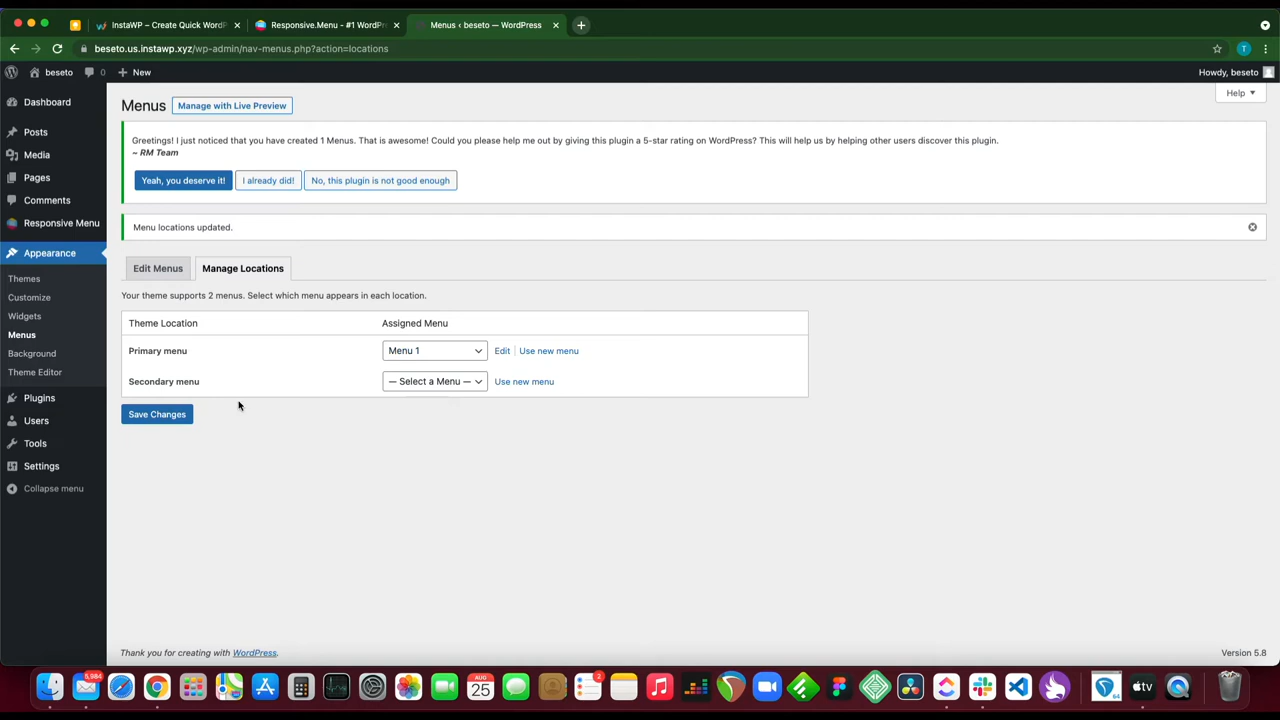 InstaWP – Create Quick WordP
Responsive.Menu - #1 WordPr
Menus ‹ beseto — WordPress
T
beseto.us.instawp.xyz/wp-admin/nav-menus.php?action=locations
beseto
0
New
Howdy, beseto
Help
Dashboard
Posts
Media
Pages
Comments
Responsive Menu
Appearance
Themes
Customize
Widgets
Menus
Background
Theme Editor
Plugins
Users
Tools
Settings
Collapse menu
Menus
Manage with Live Preview
Greetings! I just noticed that you have created 1 Menus. That is awesome! Could you please help me out by giving this plugin a 5-star rating on WordPress? This will help us by helping other users discover this plugin.
~ RM Team
Yeah, you deserve it!
I already did!
No, this plugin is not good enough
Menu locations updated.
Edit Menus
Manage Locations
Your theme supports 2 menus. Select which menu appears in each location.
Theme Location
Assigned Menu
Primary menu
Menu 1
Edit | Use new menu
Secondary menu
— Select a Menu —
Use new menu
Save Changes
Thank you for creating with WordPress.
Version 5.8
5,984
AUG
25
2
tv
64